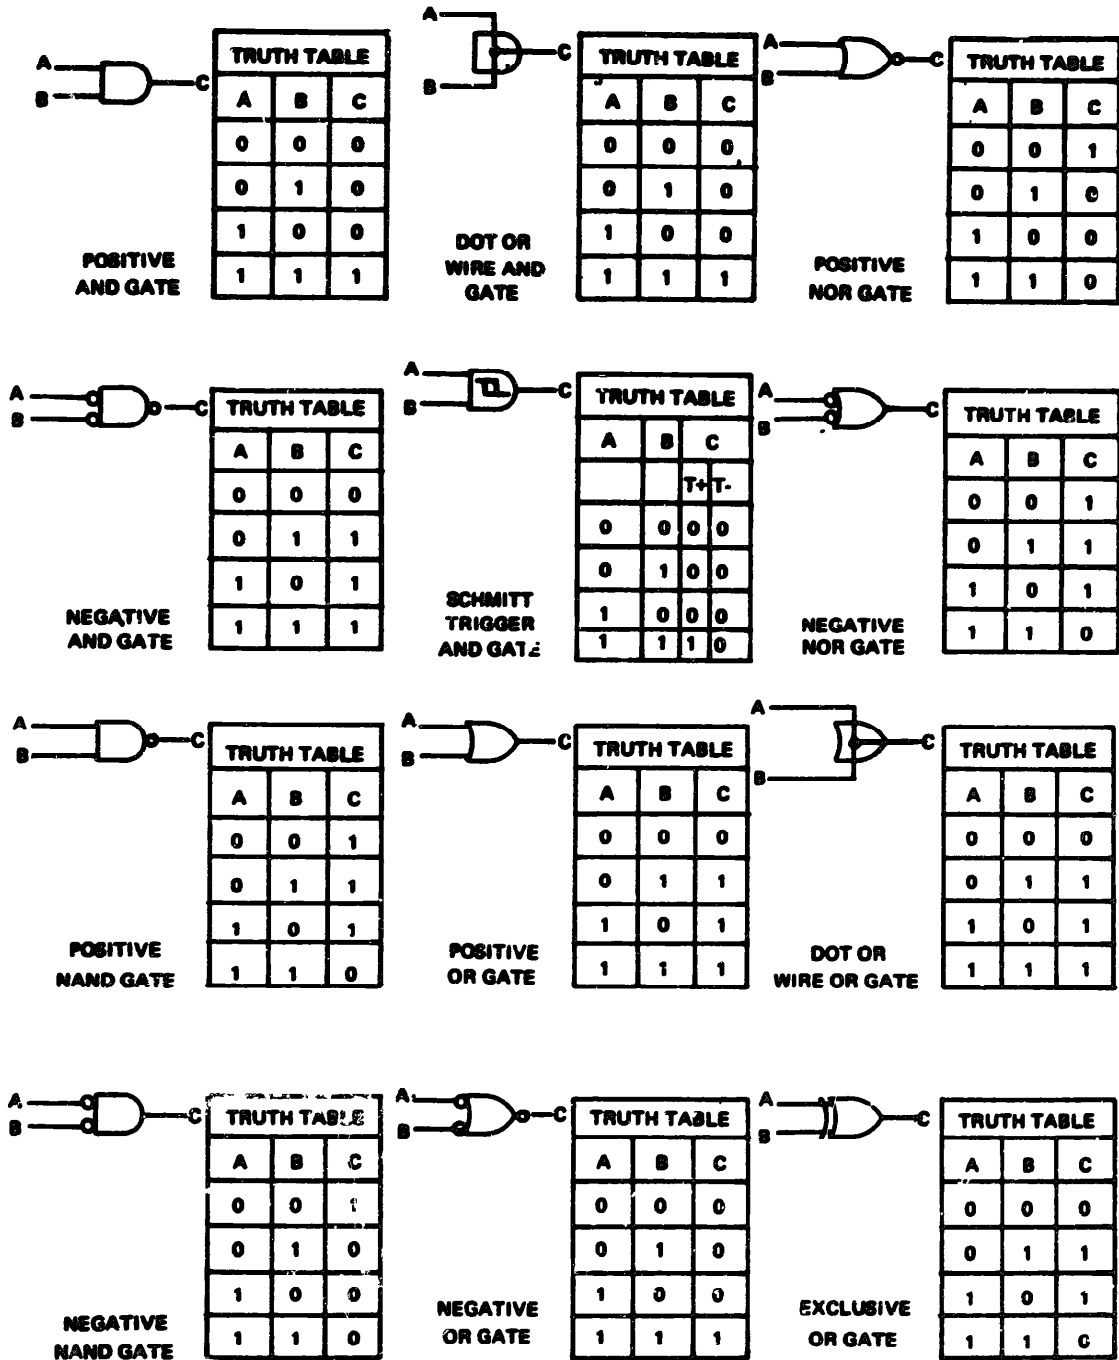 A
B
C
TRUTH TABLE
A B C
0 0 0
0 1 0
1 0 0
1 1 1
POSITIVE
AND GATE
A
B
C
TRUTH TABLE
A B C
0 0 0
0 1 0
1 0 0
1 1 1
DOT OR
WIRE AND
GATE
A
B
C
TRUTH TABLE
A B C
0 0 1
0 1 0
1 0 0
1 1 0
POSITIVE
NOR GATE
A
B
C
TRUTH TABLE
A B C
0 0 0
0 1 1
1 0 1
1 1 1
NEGATIVE
AND GATE
A
B
C
TRUTH TABLE
A B C
T+ T-
0 0 0 0
0 1 0 0
1 0 0 0
1 1 1 0
SCHMITT
TRIGGER
AND GATE
A
B
C
TRUTH TABLE
A B C
0 0 1
0 1 1
1 0 1
1 1 0
NEGATIVE
NOR GATE
A
B
C
TRUTH TABLE
A B C
0 0 1
0 1 1
1 0 1
1 1 0
POSITIVE
NAND GATE
A
B
C
TRUTH TABLE
A B C
0 0 0
0 1 1
1 0 1
1 1 1
POSITIVE
OR GATE
A
B
C
TRUTH TABLE
A B C
0 0 0
0 1 1
1 0 1
1 1 1
DOT OR
WIRE OR GATE
A
B
C
TRUTH TABLE
A B C
0 0 1
0 1 0
1 0 0
1 1 0
NEGATIVE
NAND GATE
A
B
C
TRUTH TABLE
A B C
0 0 0
0 1 0
1 0 0
1 1 1
NEGATIVE
OR GATE
A
B
C
TRUTH TABLE
A B C
0 0 0
0 1 1
1 0 1
1 1 0
EXCLUSIVE
OR GATE